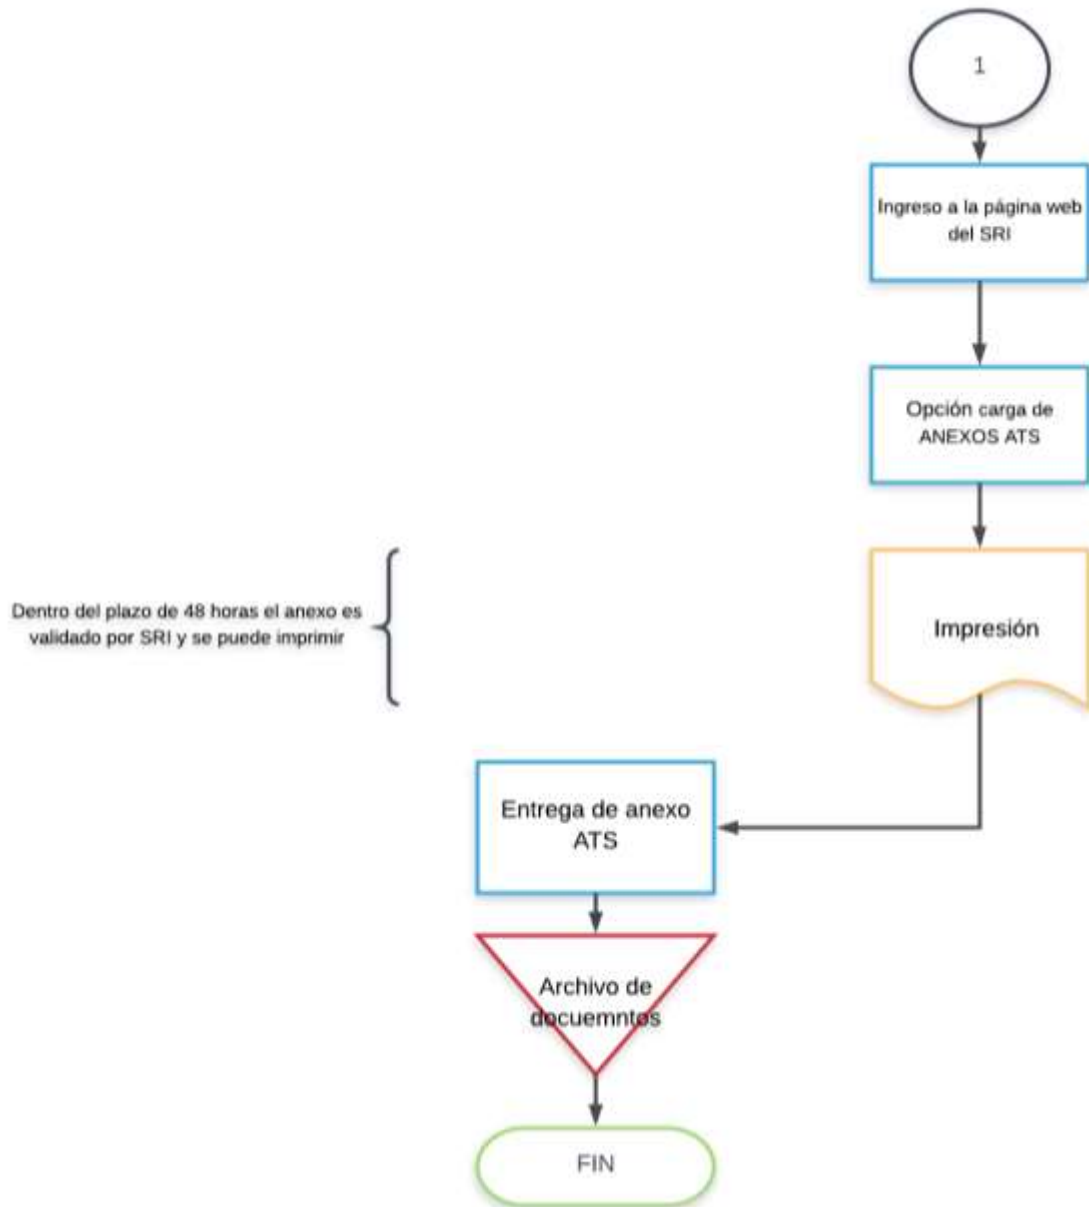 1
Ingreso a la página web
del SRI
Opción carga de
ANEXOS ATS
Dentro del plazo de 48 horas el anexo es
validado por SRI y se puede imprimir
Impresión
Entrega de anexo
ATS
Archivo de
docuemntos
FIN